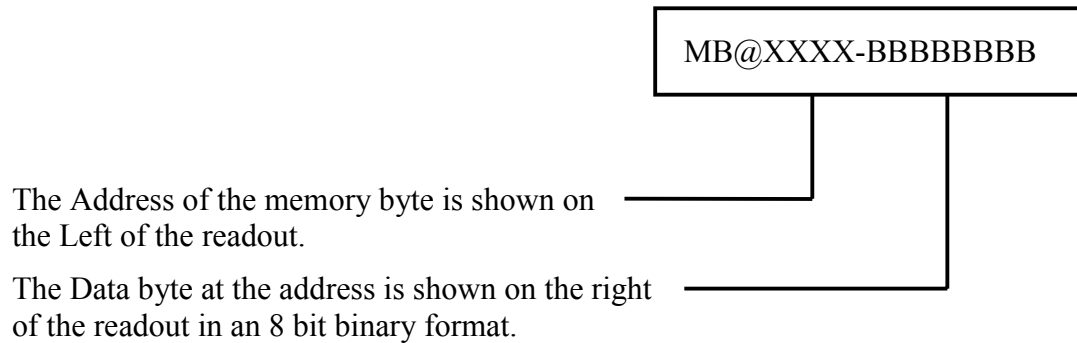 MB@XXXX-BBBBBBBB
The Address of the memory byte is shown on
the Left of the readout.
The Data byte at the address is shown on the right
of the readout in an 8 bit binary format.